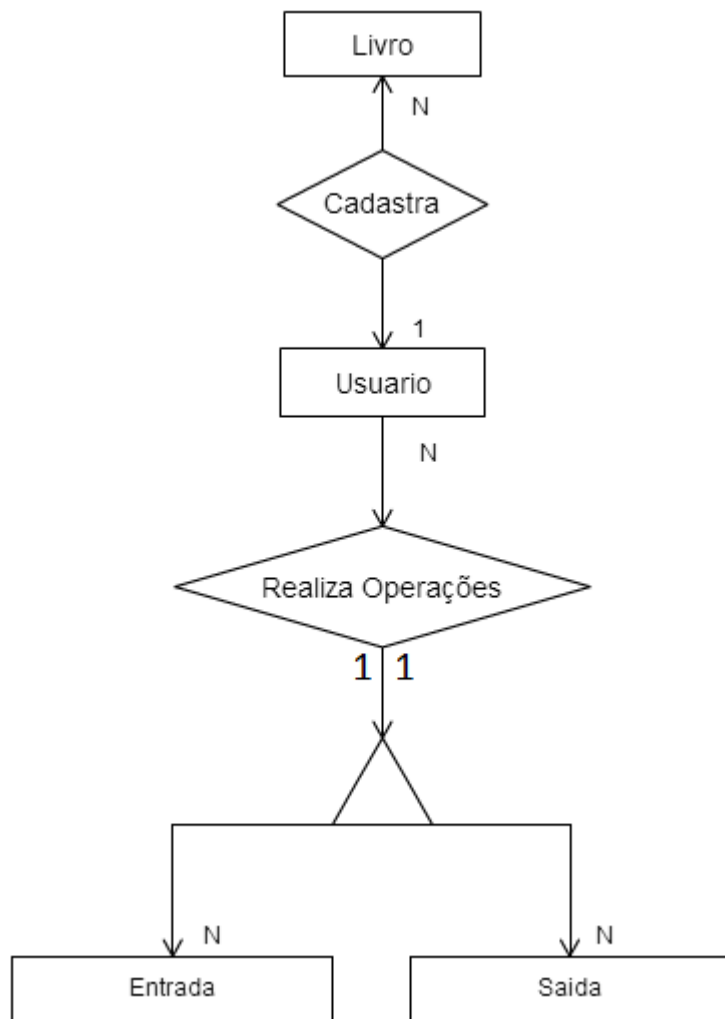 Livro
N
Cadastra
1
Usuario
N
Realiza Operações
1 1
N N
Entrada Saida